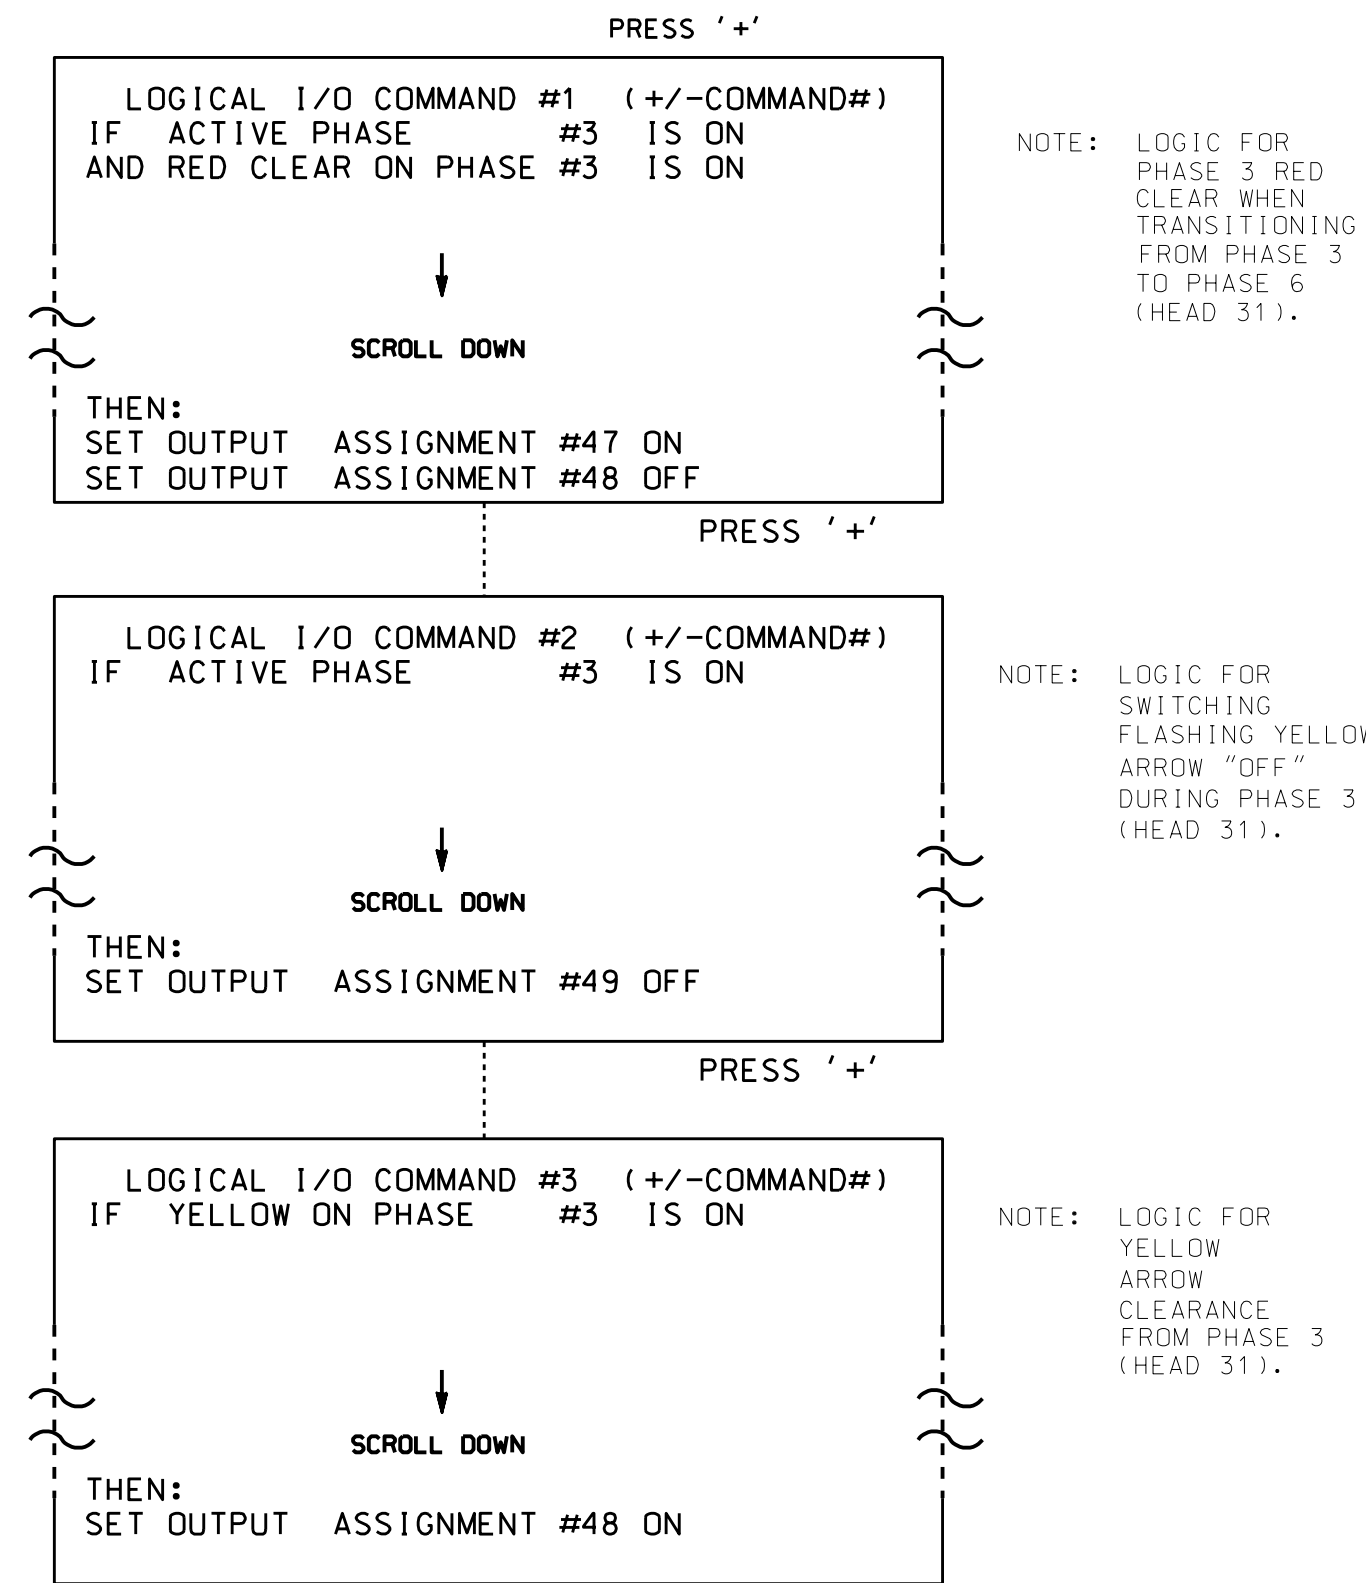 PRESS '+'
LOGICAL I/O COMMAND #1 (+/-COMMAND#)
IF ACTIVE PHASE #3 IS ON
AND RED CLEAR ON PHASE #3 IS ON
SCROLL DOWN
THEN:
SET OUTPUT ASSIGNMENT #47 ON
SET OUTPUT ASSIGNMENT #48 OFF
NOTE: LOGIC FOR
PHASE 3 RED
CLEAR WHEN
TRANSITIONING
FROM PHASE 3
TO PHASE 6
(HEAD 31).
PRESS '+'
LOGICAL I/O COMMAND #2 (+/-COMMAND#)
IF ACTIVE PHASE #3 IS ON
SCROLL DOWN
THEN:
SET OUTPUT ASSIGNMENT #49 OFF
NOTE: LOGIC FOR
SWITCHING
FLASHING YELLOW
ARROW "OFF"
DURING PHASE 3
(HEAD 31).
PRESS '+'
LOGICAL I/O COMMAND #3 (+/-COMMAND#)
IF YELLOW ON PHASE #3 IS ON
SCROLL DOWN
THEN:
SET OUTPUT ASSIGNMENT #48 ON
NOTE: LOGIC FOR
YELLOW
ARROW
CLEARANCE
FROM PHASE 3
(HEAD 31).